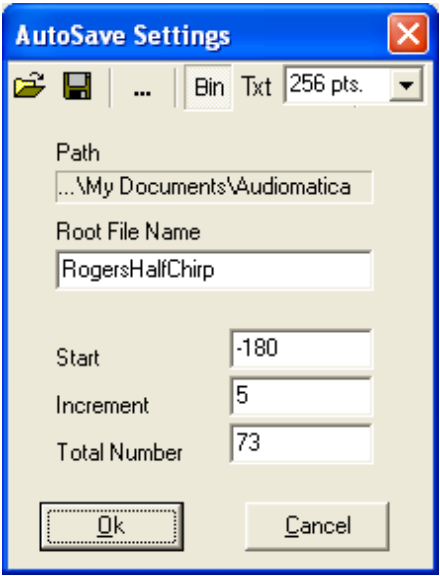 AutoSave Settings
... Bin Txt 256 pts.
Path
...\My Documents\Audiomatica
Root File Name
RogersHalfChirp
Start -180
Increment 5
Total Number 73
Ok Cancel